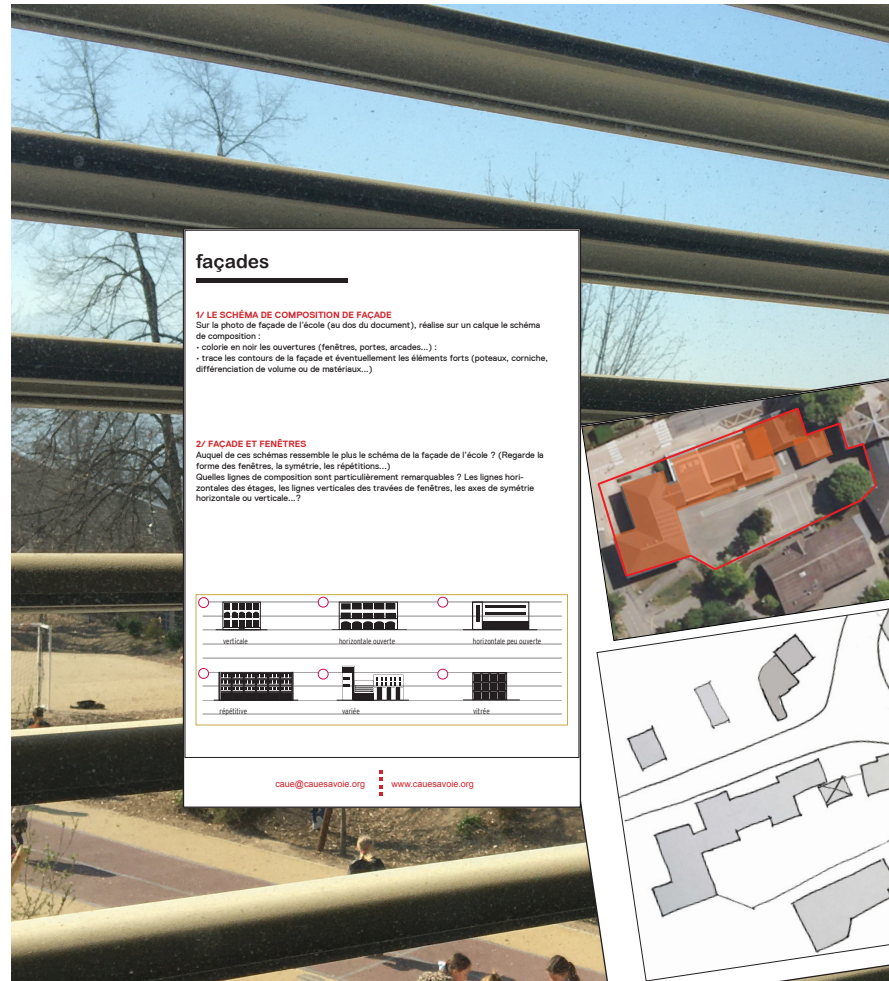 façades
1/ LE SCHÉMA DE COMPOSITION DE FAÇADE
Sur la photo de façade de l'école (au dos du document), réalise sur un calque le schéma
de composition :
• colorie en noir les ouvertures (fenêtres, portes, arcades...) :
• trace les contours de la façade et éventuellement les éléments forts (poteaux, corniche,
différenciation de volume ou de matériaux...)
2/ FAÇADE ET FENÊTRES
Auquel de ces schémas ressemble le plus le schéma de la façade de l'école ? (Regarde la
forme des fenêtres, la symétrie, les répétitions...)
Quelles lignes de composition sont particulièrement remarquables ? Les lignes hori-
zontales des étages, les lignes verticales des travées de fenêtres, les axes de symétrie
horizontale ou verticale...?
verticale horizontale ouverte horizontale peu ouverte
répétitive variée vitrée
caue@cauesavoie.org www.cauesavoie.org